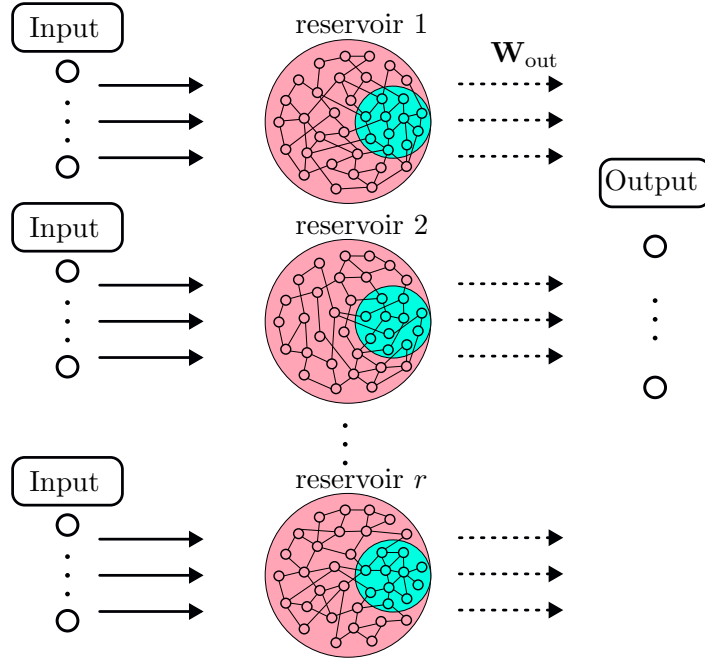 Input
reservoir 1
W_out
Output
Input
reservoir 2
Input
reservoir r